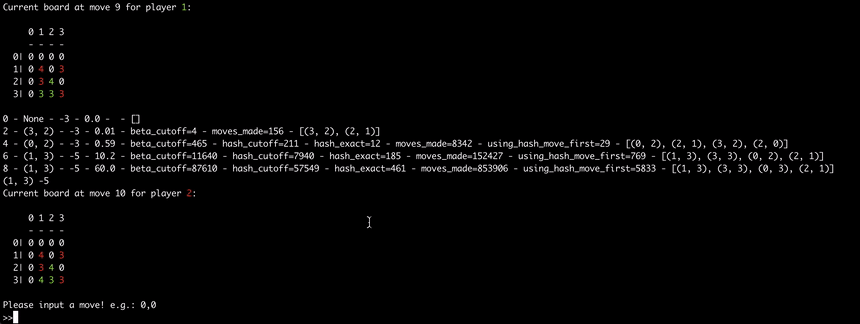 Current board at move 9 for player 1:
0 1 2 3
- - - -
0| 0 0 0 0
1| 0 4 0 3
2| 0 3 4 0
3| 0 3 3 3
0 - None - -3 - 0.0 -  - []
2 - (3, 2) - -3 - 0.01 - beta_cutoff=4 - moves_made=156 - [(3, 2), (2, 1)]
4 - (0, 2) - -3 - 0.59 - beta_cutoff=465 - hash_cutoff=211 - hash_exact=12 - moves_made=8342 - using_hash_move_first=29 - [(0, 2), (2, 1), (3, 2), (2, 0)]
6 - (1, 3) - -5 - 10.2 - beta_cutoff=11640 - hash_cutoff=7940 - hash_exact=185 - moves_made=152427 - using_hash_move_first=769 - [(1, 3), (3, 3), (0, 2), (2, 1)]
8 - (1, 3) - -5 - 60.0 - beta_cutoff=87610 - hash_cutoff=57549 - hash_exact=461 - moves_made=853906 - using_hash_move_first=5833 - [(1, 3), (3, 3), (0, 3), (2, 1)]
(1, 3) -5
Current board at move 10 for player 2:
0 1 2 3
- - - -
0| 0 0 0 0
1| 0 4 0 3
2| 0 3 4 0
3| 0 4 3 3
Please input a move! e.g.: 0,0
>>